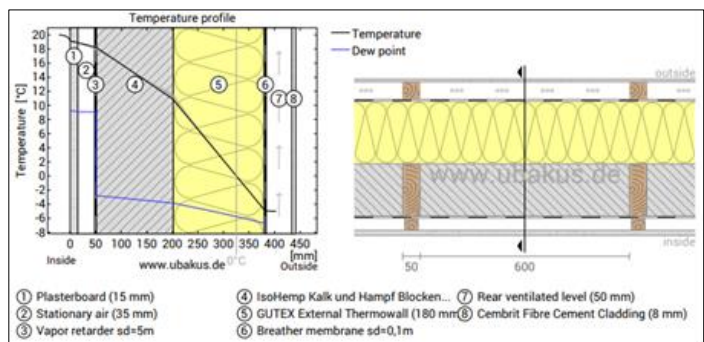 Temperature profile
Temperature
Dew point
Temperature [°C]
20
18
16
14
12
10
8
6
4
2
0
-2
-4
-6
-8
1
2
3
4
5
6
7
8
0
50
100
150
200
250
300
350
400
450
[mm]
Inside
www.ubakus.de
0°C
Outside
outside
www.ubakus.de
inside
50
600
1 Plasterboard (15 mm)
2 Stationary air (35 mm)
3 Vapor retarder sd=5m
4 IsoHemp Kalk und Hampf Blocken...
5 GUTEX External Thermowall (180 mm
6 Breather membrane sd=0,1m
7 Rear ventilated level (50 mm)
8 Cembrit Fibre Cement Cladding (8 mm)